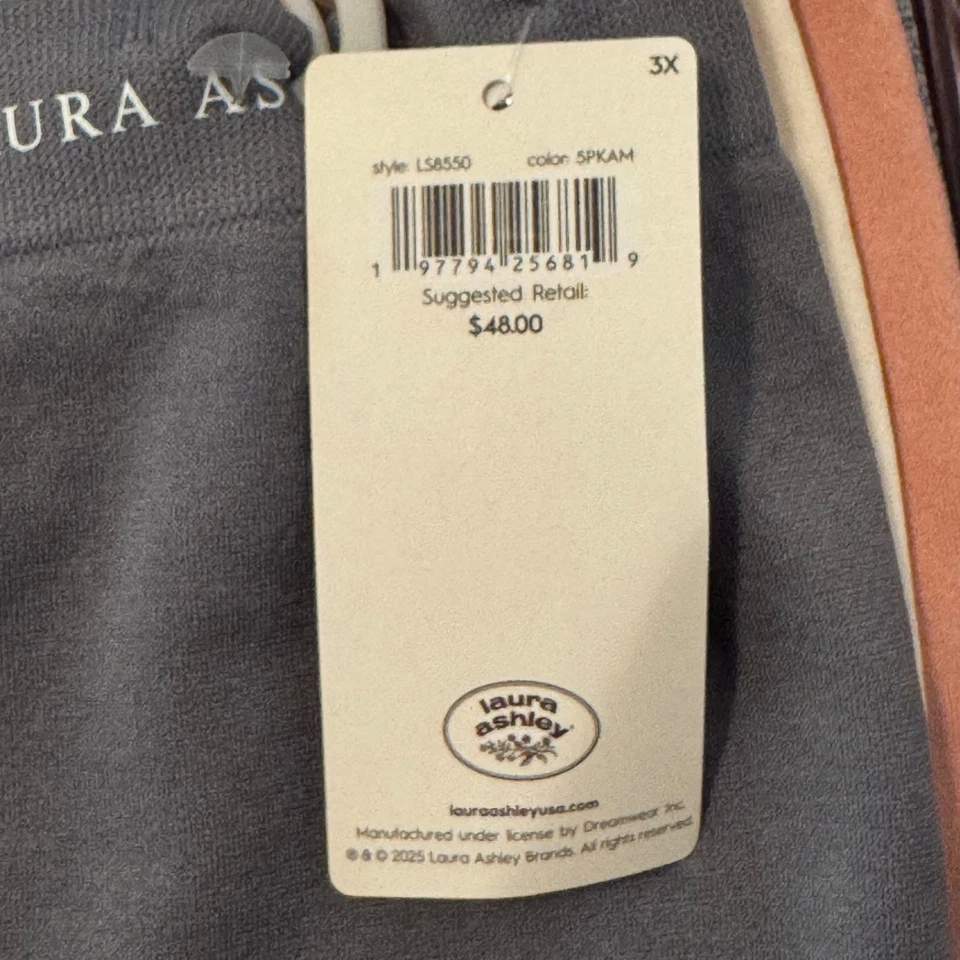 URA AS
3X
style: LS8550 color: 5PKAM
1 97794 25681 9
Suggested Retail:
$48.00
laura
ashley
lauraashleyusa.com
Manufactured under license by Dreamwear, Inc.
® & © 2025 Laura Ashley Brands. All rights reserved.